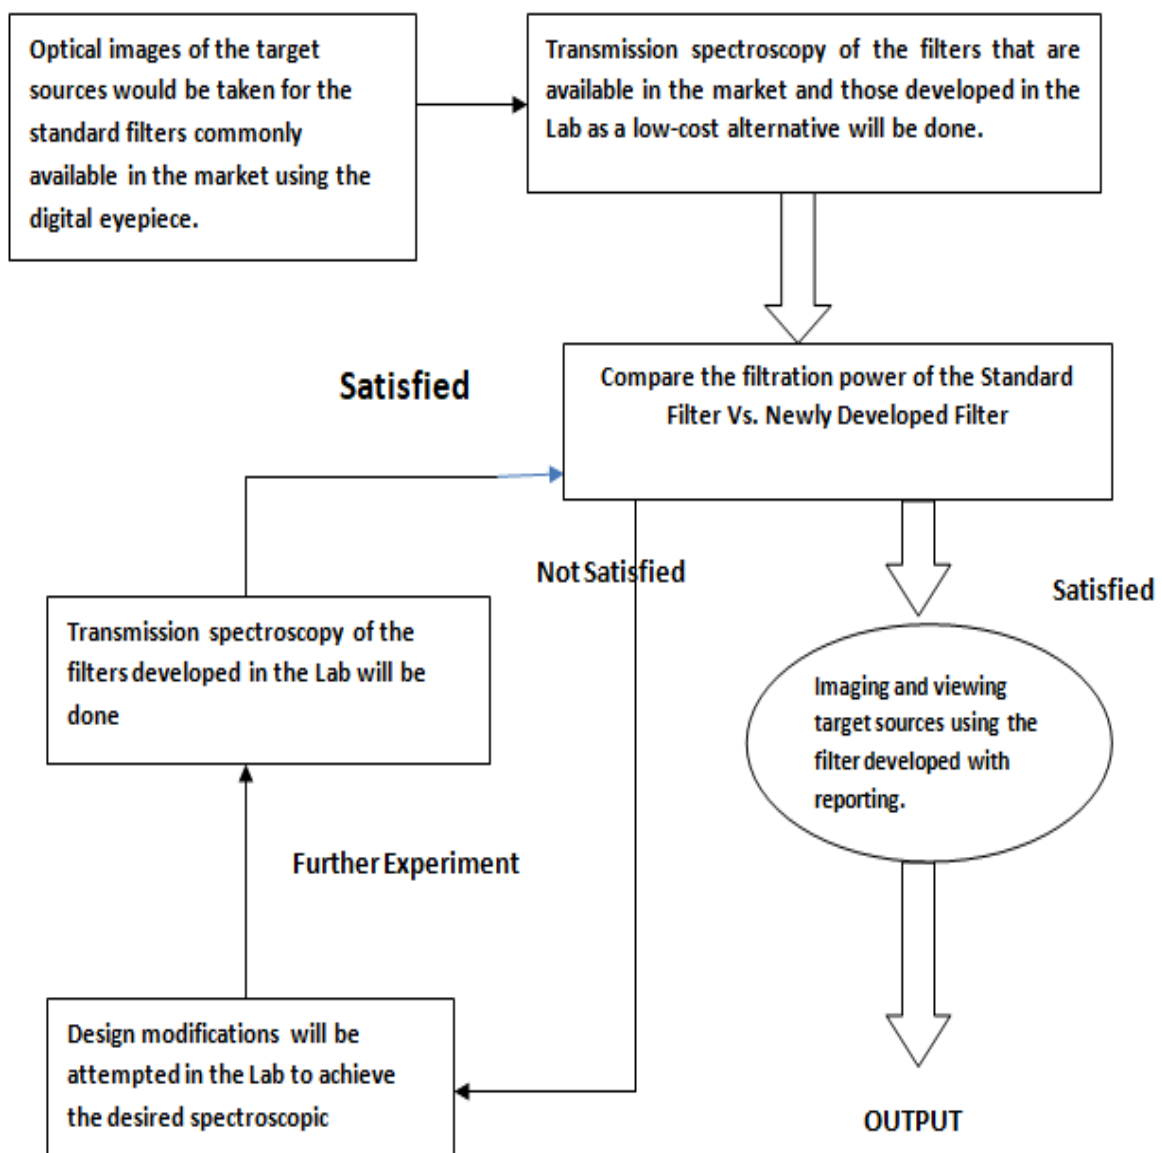 Optical images of the target
sources would be taken for the
standard filters commonly
available in the market using the
digital eyepiece.
Transmission spectroscopy of the filters that are
available in the market and those developed in the
Lab as a low-cost alternative will be done.
Satisfied
Compare the filtration power of the Standard
Filter Vs. Newly Developed Filter
Not Satisfied
Satisfied
Transmission spectroscopy of the
filters developed in the Lab will be
done
Imaging and viewing
target sources using the
filter developed with
reporting.
Further Experiment
Design modifications will be
attempted in the Lab to achieve
the desired spectroscopic
OUTPUT